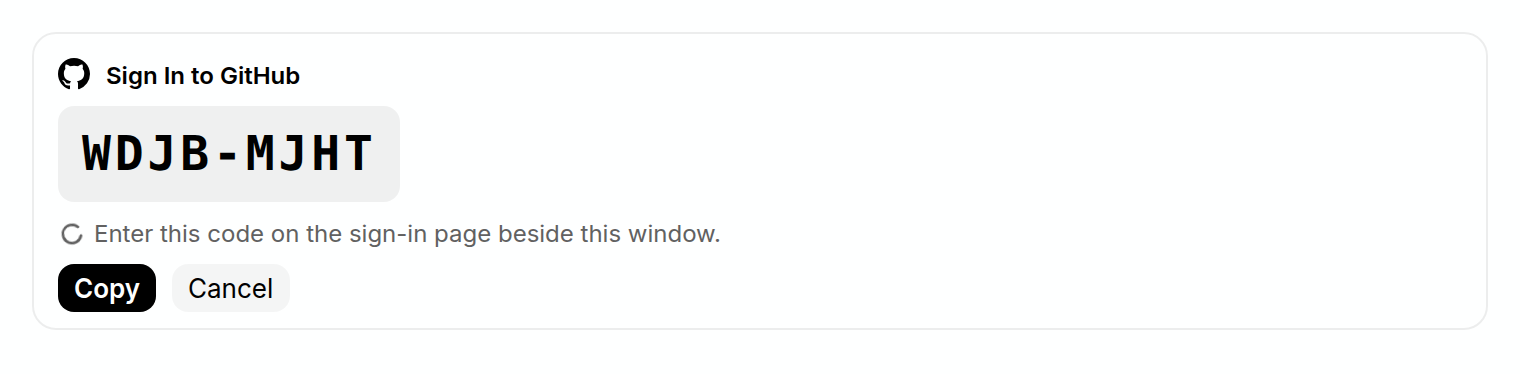 Sign In to GitHub
WDJB-MJHT
Enter this code on the sign-in page beside this window.
Copy Cancel